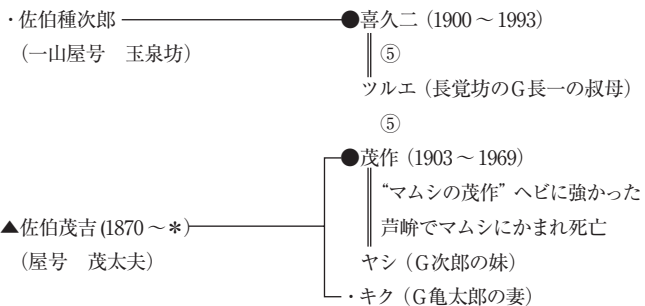 ・佐伯種次郎 ●喜久二（1900～1993）
（一山屋号　玉泉坊） ⑤
ツルエ（長覚坊のＧ長一の叔母）
⑤
●茂作（1903～1969）
“マムシの茂作”ヘビに強かった
▲佐伯茂吉(1870～＊) 芦峅でマムシにかまれ死亡
（屋号　茂太夫） ヤシ（Ｇ次郎の妹）
・キク（Ｇ亀太郎の妻）